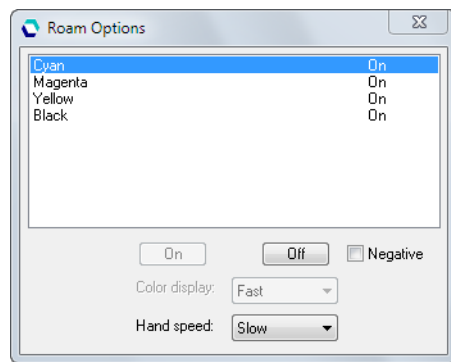 Roam Options
Cyan On
Magenta On
Yellow On
Black On
On Off Negative
Color display: Fast
Hand speed: Slow